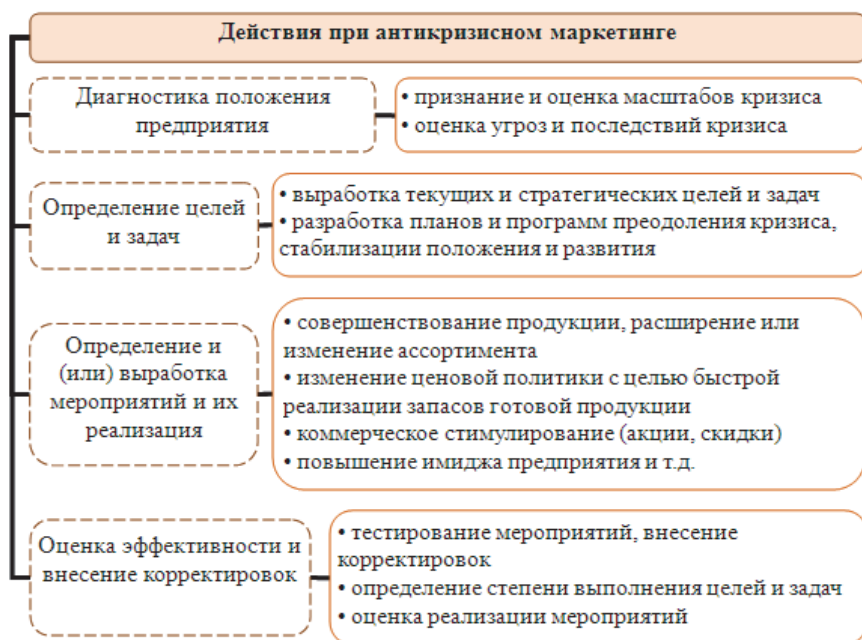 Действия при антикризисном маркетинге
Диагностика положения
предприятия
• признание и оценка масштабов кризиса
• оценка угроз и последствий кризиса
Определение целей
и задач
• выработка текущих и стратегических целей и задач
• разработка планов и программ преодоления кризиса,
стабилизации положения и развития
Определение и
(или) выработка
мероприятий и их
реализация
• совершенствование продукции, расширение или
изменение ассортимента
• изменение ценовой политики с целью быстрой
реализации запасов готовой продукции
• коммерческое стимулирование (акции, скидки)
• повышение имиджа предприятия и т.д.
Оценка эффективности и
внесение корректировок
• тестирование мероприятий, внесение
корректировок
• определение степени выполнения целей и задач
• оценка реализации мероприятий